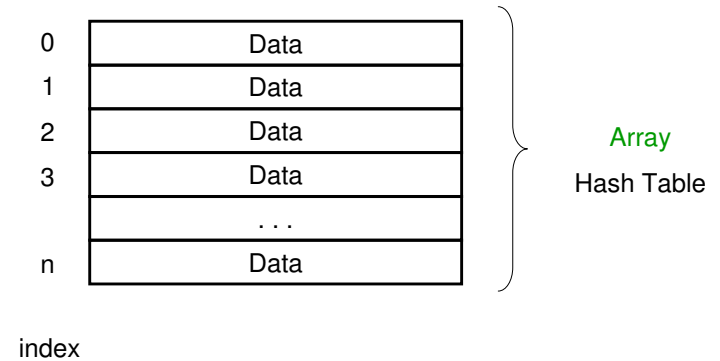 0 Data
1 Data
2 Data
3 Data
. . .
n Data
Array
Hash Table
index